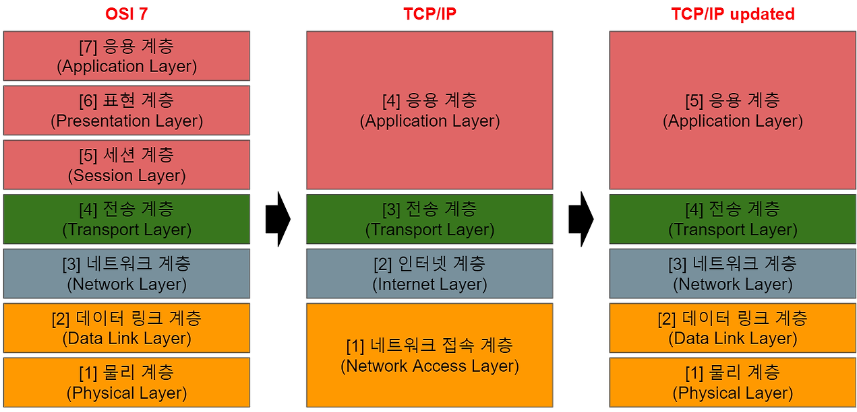 OSI 7
[7] 응용 계층
(Application Layer)
[6] 표현 계층
(Presentation Layer)
[5] 세션 계층
(Session Layer)
[4] 전송 계층
(Transport Layer)
[3] 네트워크 계층
(Network Layer)
[2] 데이터 링크 계층
(Data Link Layer)
[1] 물리 계층
(Physical Layer)
TCP/IP
[4] 응용 계층
(Application Layer)
[3] 전송 계층
(Transport Layer)
[2] 인터넷 계층
(Internet Layer)
[1] 네트워크 접속 계층
(Network Access Layer)
TCP/IP updated
[5] 응용 계층
(Application Layer)
[4] 전송 계층
(Transport Layer)
[3] 네트워크 계층
(Network Layer)
[2] 데이터 링크 계층
(Data Link Layer)
[1] 물리 계층
(Physical Layer)